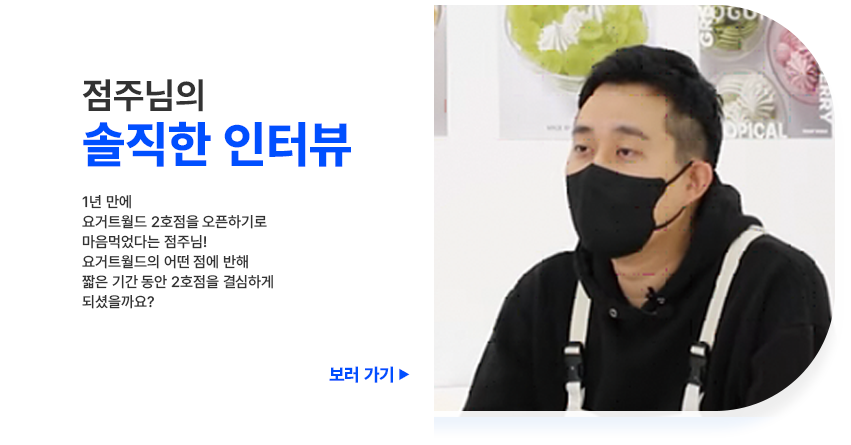 점주님의
솔직한 인터뷰
1년 만에
요거트월드 2호점을 오픈하기로
마음먹었다는 점주님!
요거트월드의 어떤 점에 반해
짧은 기간 동안 2호점을 결심하게
되셨을까요?
보러 가기 ▶
TROPICAL